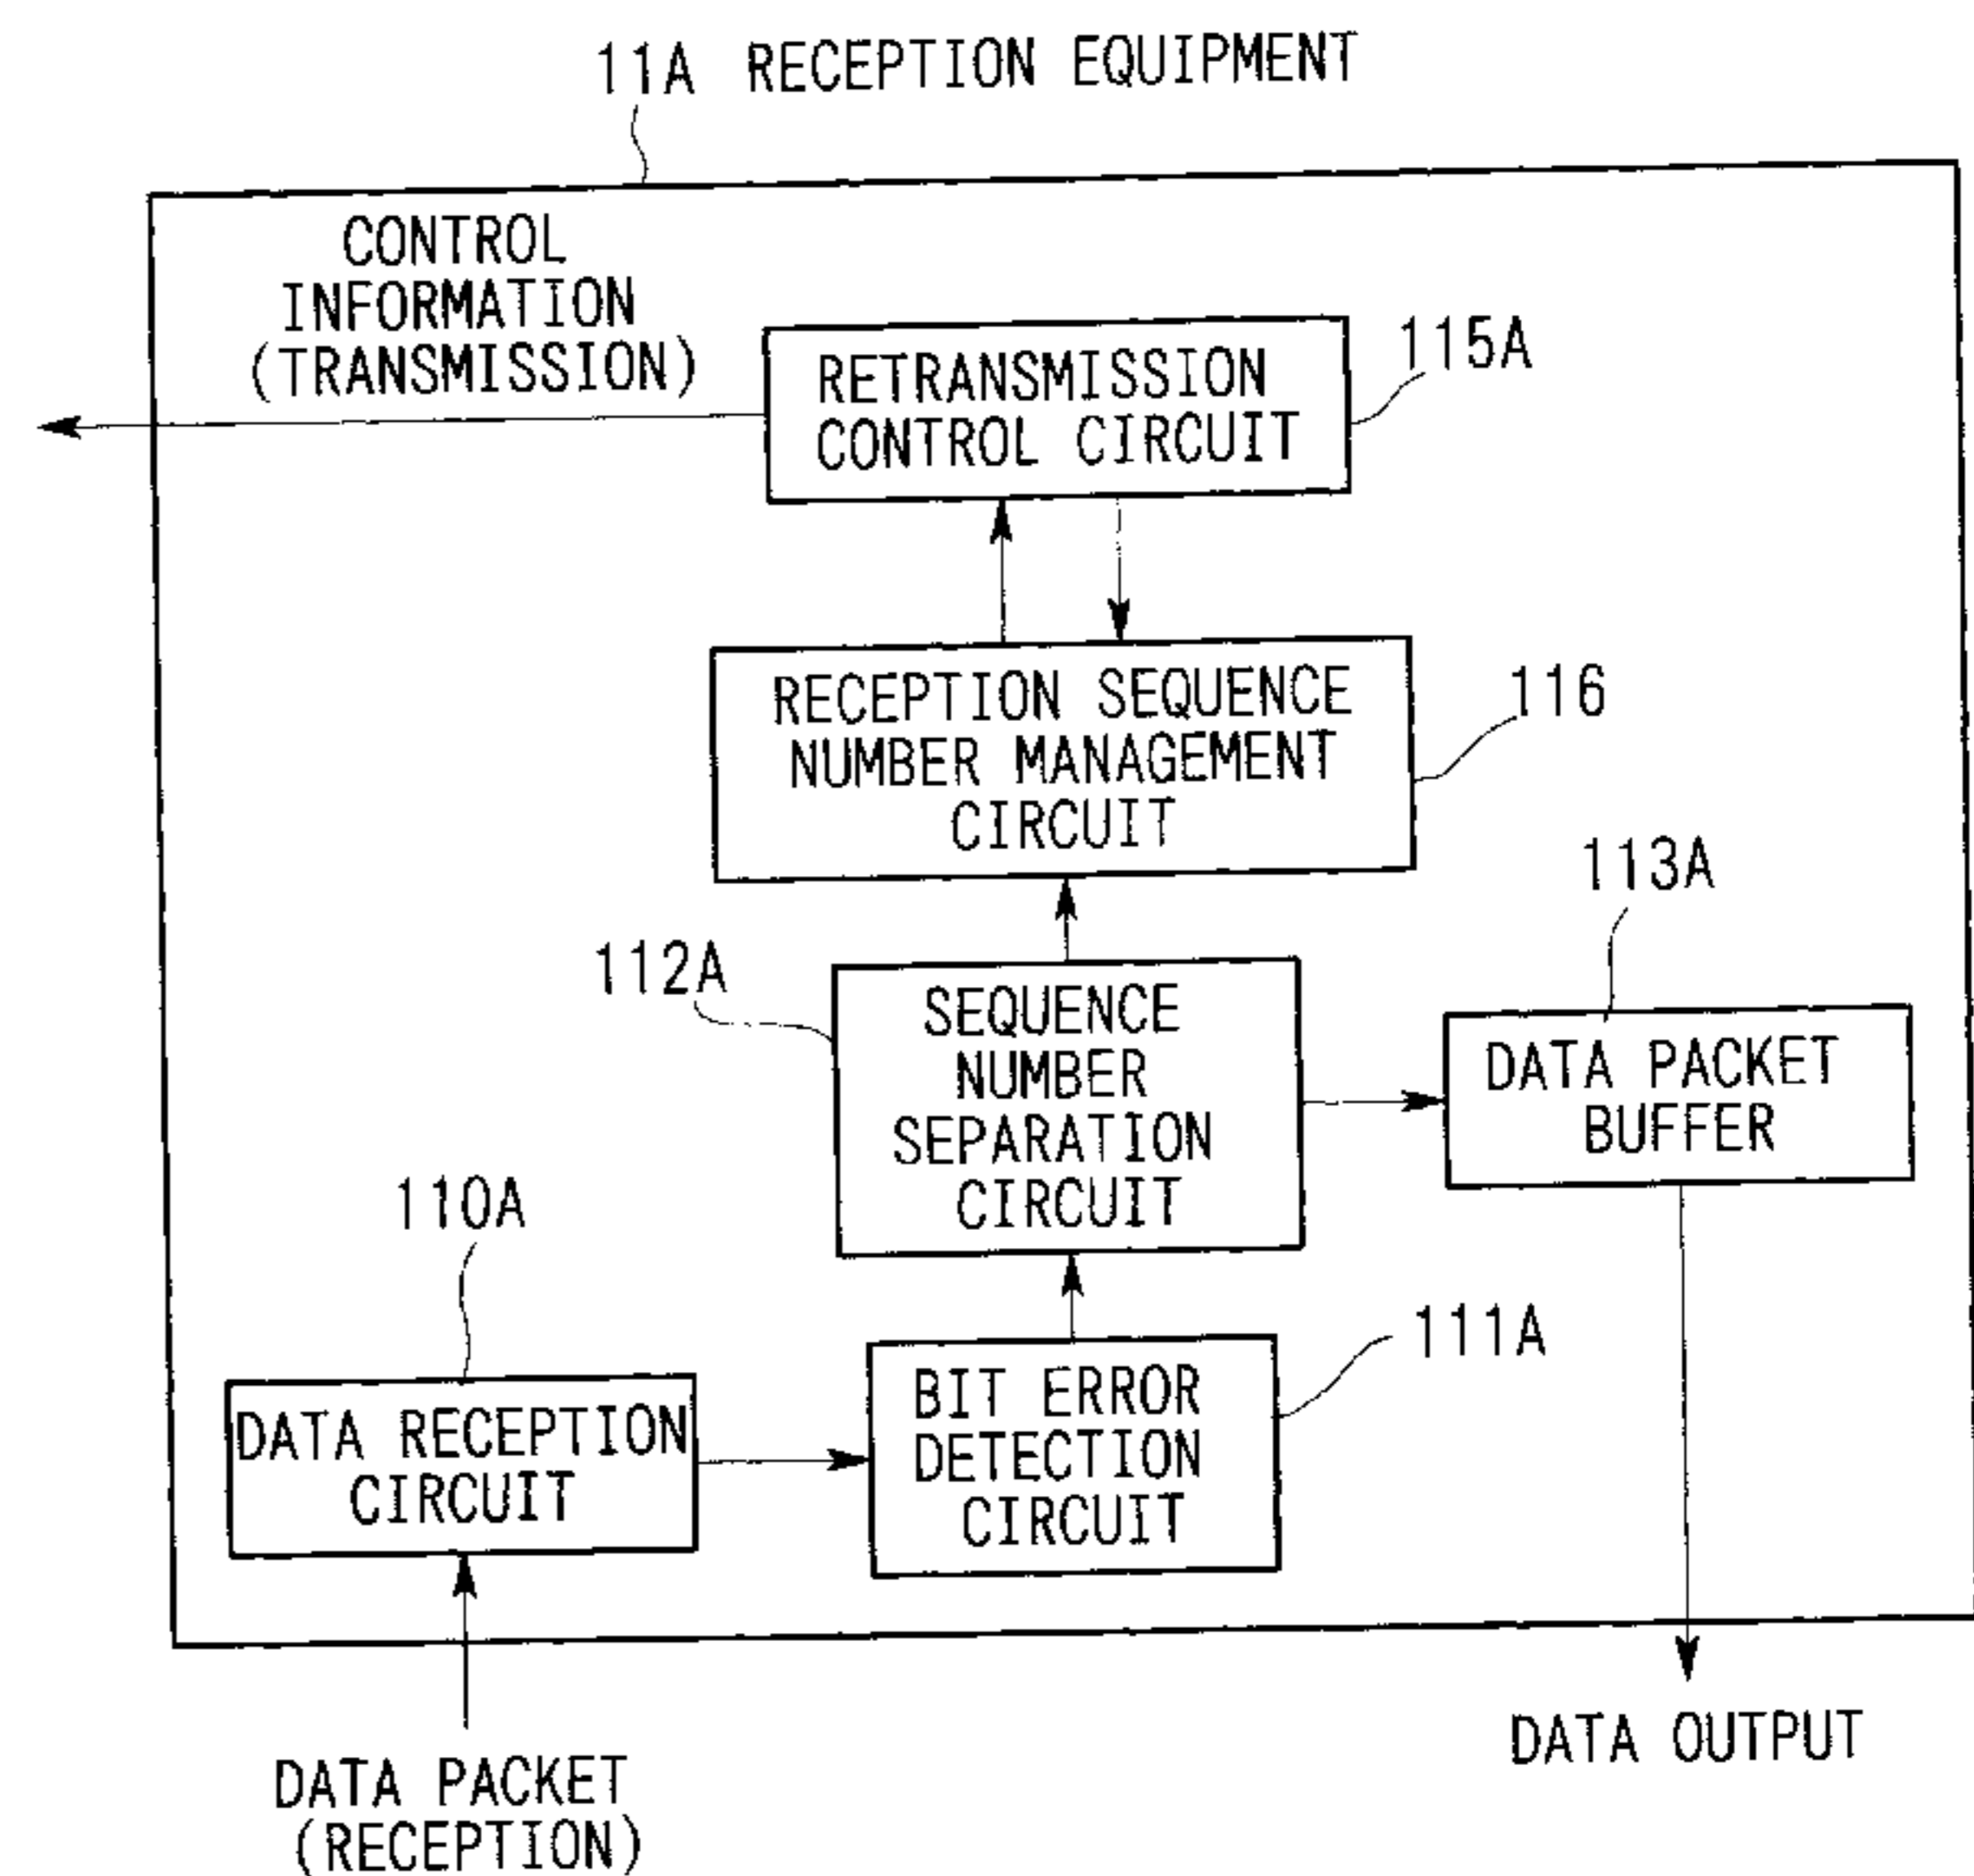 11A RECEPTION EQUIPMENT
CONTROL
INFORMATION
(TRANSMISSION)
RETRANSMISSION
CONTROL CIRCUIT
115A
RECEPTION SEQUENCE
NUMBER MANAGEMENT
CIRCUIT
116
113A
112A
SEQUENCE
NUMBER
SEPARATION
CIRCUIT
DATA PACKET
BUFFER
110A
111A
DATA RECEPTION
CIRCUIT
BIT ERROR
DETECTION
CIRCUIT
DATA OUTPUT
DATA PACKET
(RECEPTION)